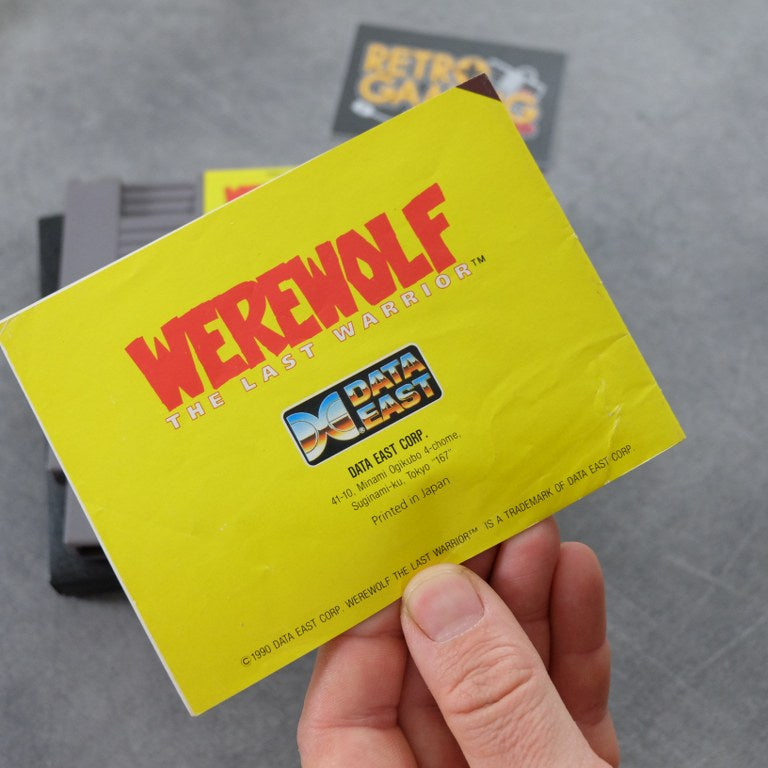 RETRO
GAMING
WEREWOLF
THE LAST WARRIOR™
DATA
EAST®
DATA EAST CORP.
41-10, Minami Ogikubo 4-chome,
Suginami-ku, Tokyo "167"
Printed in Japan
©1990 DATA EAST CORP. WEREWOLF THE LAST WARRIOR™ IS A TRADEMARK OF DATA EAST CORP.